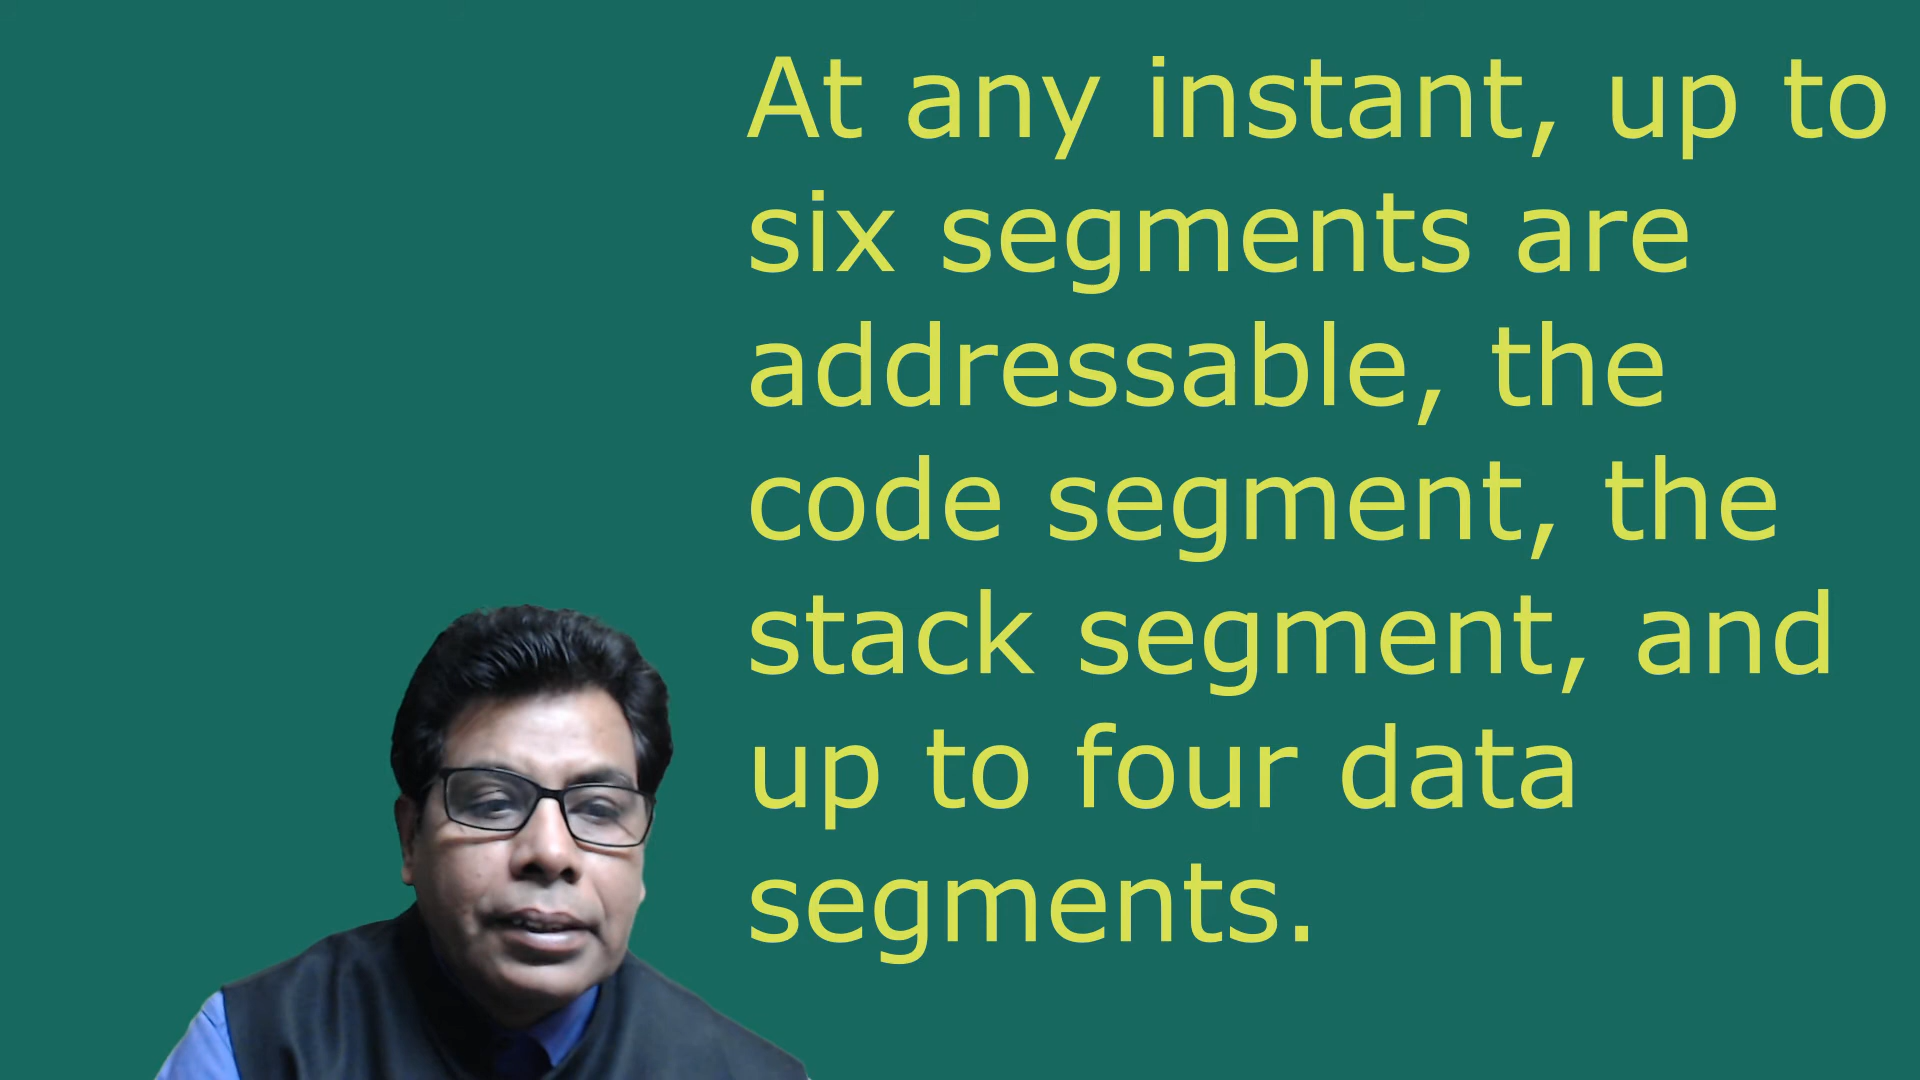 At any instant, up to
six segments are
addressable, the
code segment, the
stack segment, and
up to four data
segments.